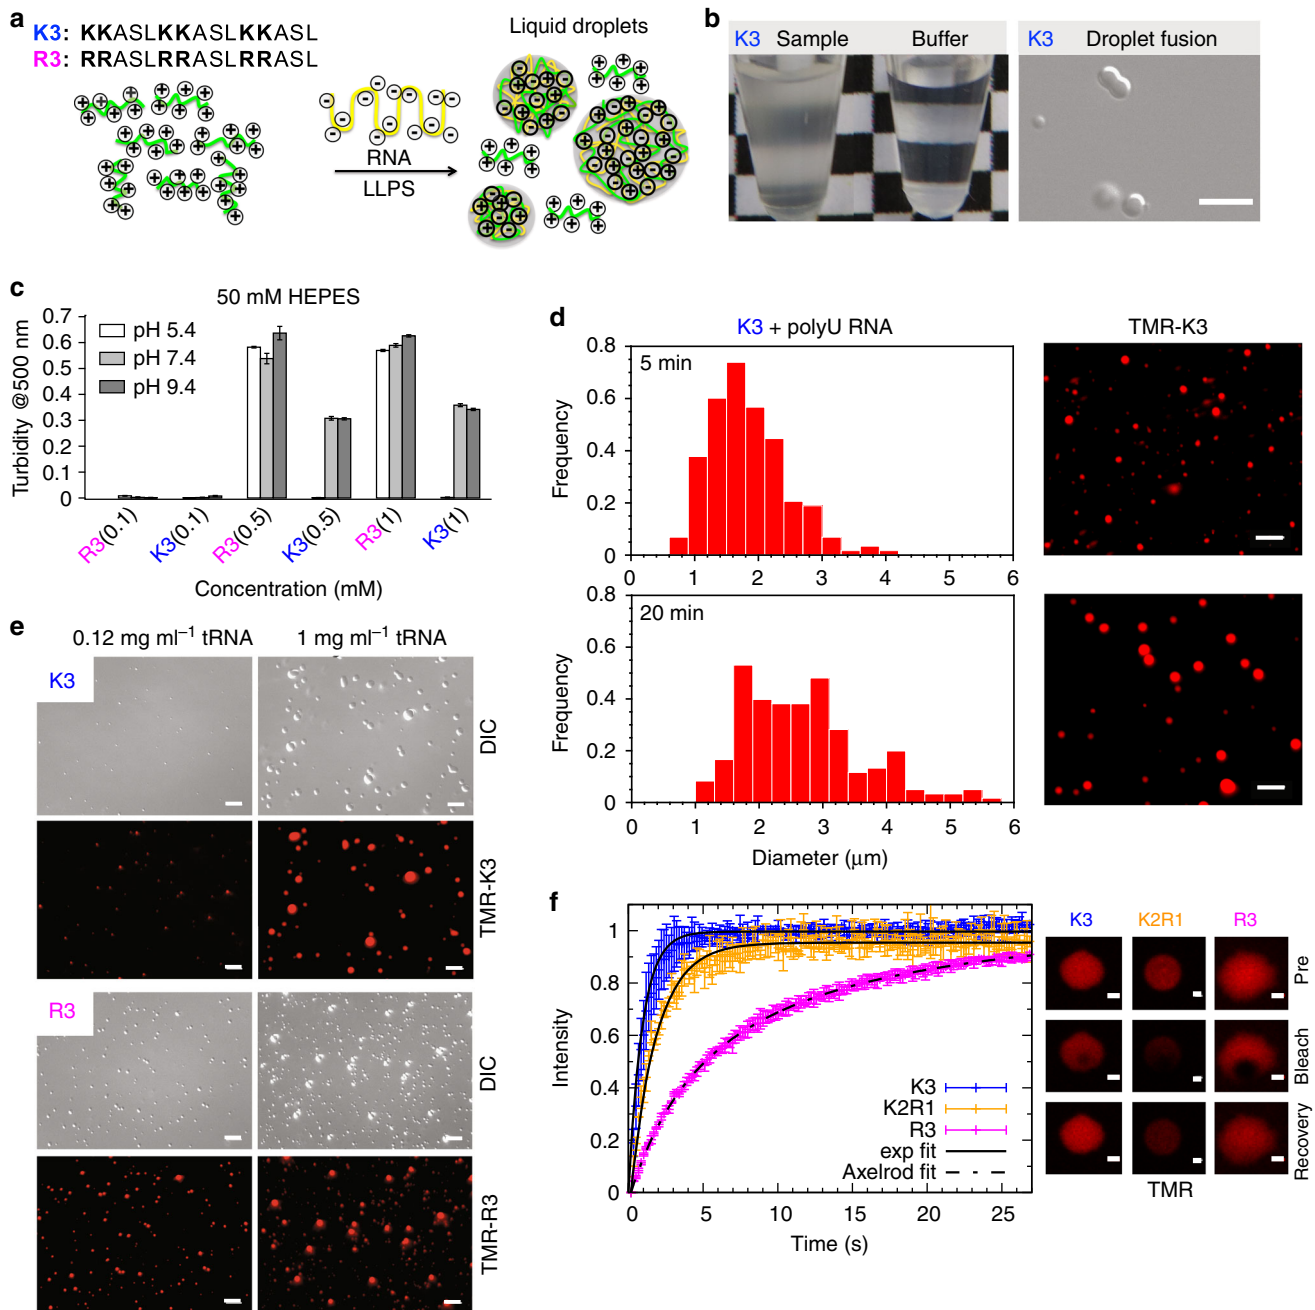 a
K3: KKASLKKASLKKASL
R3: RRASLRRASLRRASL
RNA
LLPS
Liquid droplets
b
K3 Sample Buffer
K3 Droplet fusion
c
50 mM HEPES
Turbidity @500 nm
0.7
0.6
0.5
0.4
0.3
0.2
0.1
0
pH 5.4
pH 7.4
pH 9.4
R3(0.1)
K3(0.1)
R3(0.5)
K3(0.5)
R3(1)
K3(1)
Concentration (mM)
d
K3 + polyU RNA
TMR-K3
5 min
Frequency
0.8
0.6
0.4
0.2
0
0 1 2 3 4 5 6
20 min
Frequency
0.8
0.6
0.4
0.2
0
0 1 2 3 4 5 6
Diameter (μm)
e
0.12 mg ml⁻¹ tRNA
1 mg ml⁻¹ tRNA
K3
DIC
TMR-K3
R3
DIC
TMR-R3
f
Intensity
1
0.8
0.6
0.4
0.2
0
0 5 10 15 20 25
Time (s)
K3
K2R1
R3
exp fit
Axelrod fit
K3 K2R1 R3
Pre
Bleach
Recovery
TMR